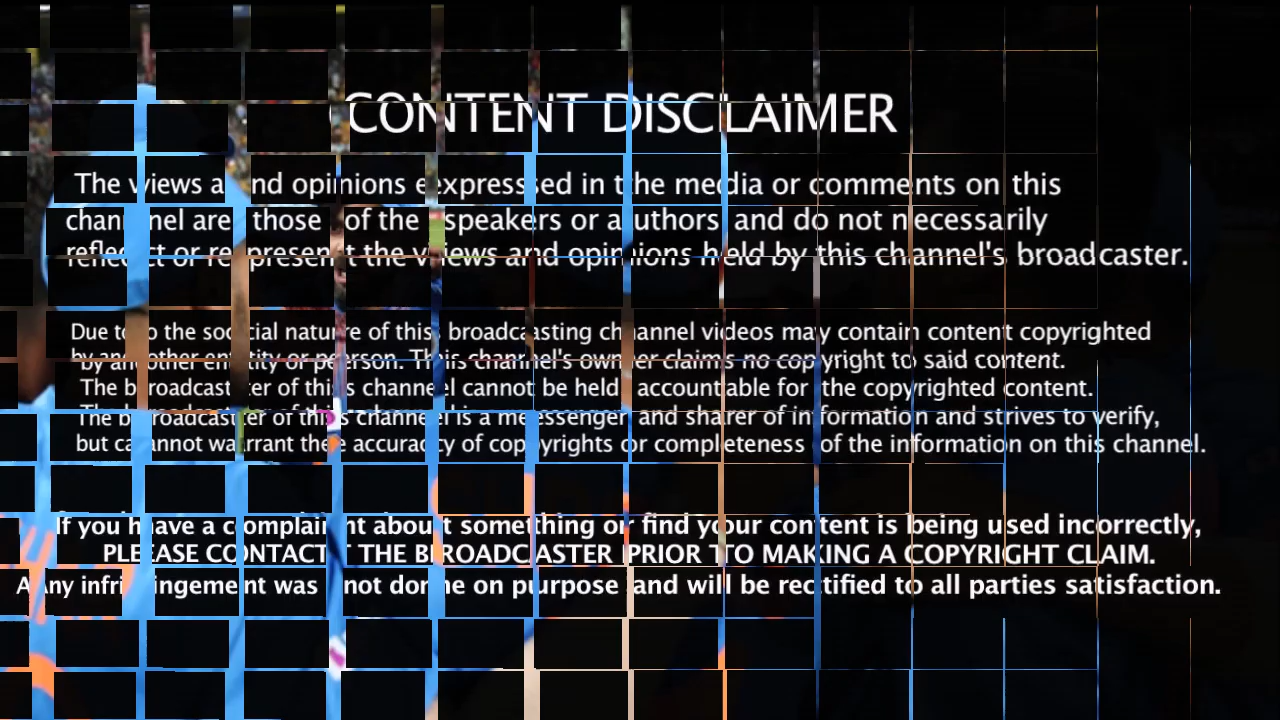 CONTENT DISCLAIMER
The views and opinions expressed in the media or comments on this
channel are those of the speakers or authors and do not necessarily
reflect or represent the views and opinions held by this channel's broadcaster.
Due to the social nature of this broadcasting channel videos may contain content copyrighted
by another entity or person. This channel's owner claims no copyright to said content.
The broadcaster of this channel cannot be held accountable for the copyrighted content.
The broadcaster of this channel is a messenger and sharer of information and strives to verify,
but cannot warrant the accuracy of copyrights or completeness of the information on this channel.
If you have a complaint about something or find your content is being used incorrectly,
PLEASE CONTACT THE BROADCASTER PRIOR TO MAKING A COPYRIGHT CLAIM.
Any infringement was not done on purpose and will be rectified to all parties satisfaction.